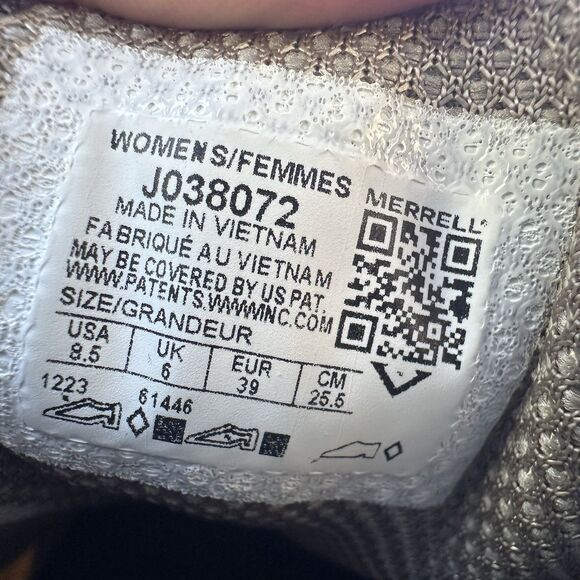 WOMENS/FEMMES
J038072
MADE IN VIETNAM
FABRIQUÉ AU VIETNAM
MAY BE COVERED BY US PAT
WWW.PATENTS.WWWINC.COM
SIZE/GRANDEUR
USA UK EUR CM
8.5 6 39 25.5
1223 61446
MERRELL